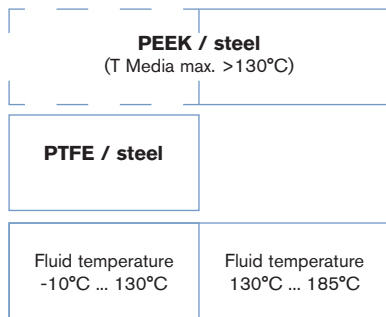 PEEK / steel
(T Media max. >130°C)
PTFE / steel
Fluid temperature
-10°C ... 130°C
Fluid temperature
130°C ... 185°C